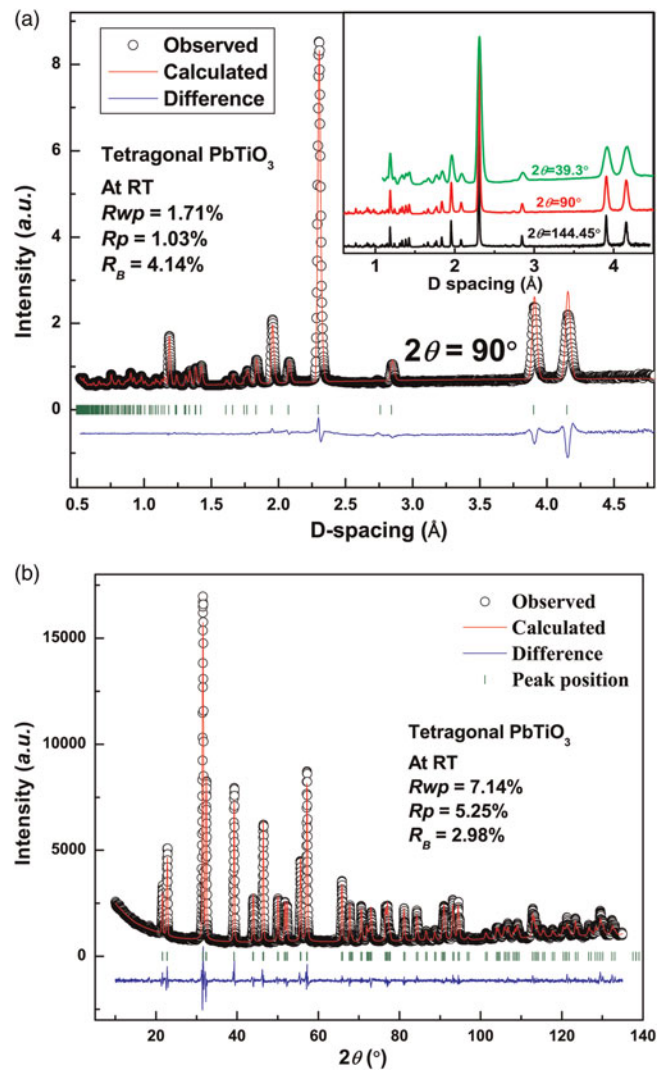 (a)
Observed
Calculated
Difference
Tetragonal PbTiO3
At RT
Rwp = 1.71%
Rp = 1.03%
RB = 4.14%
2θ=39.3°
2θ=90°
2θ=144.45°
1 2 3 4
D spacing (Å)
2θ = 90°
8
6
4
2
0
Intensity (a.u.)
0.5 1.0 1.5 2.0 2.5 3.0 3.5 4.0 4.5
D-spacing (Å)
(b)
Observed
Calculated
Difference
Peak position
Tetragonal PbTiO3
At RT
Rwp = 7.14%
Rp = 5.25%
RB = 2.98%
15000
10000
5000
0
Intensity (a.u.)
0 20 40 60 80 100 120 140
2θ (°)